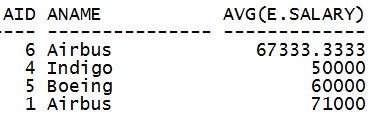 AID ANAME AVG(E.SALARY)
---- --------------- -------------
6 Airbus 67333.3333
4 Indigo 50000
5 Boeing 60000
1 Airbus 71000